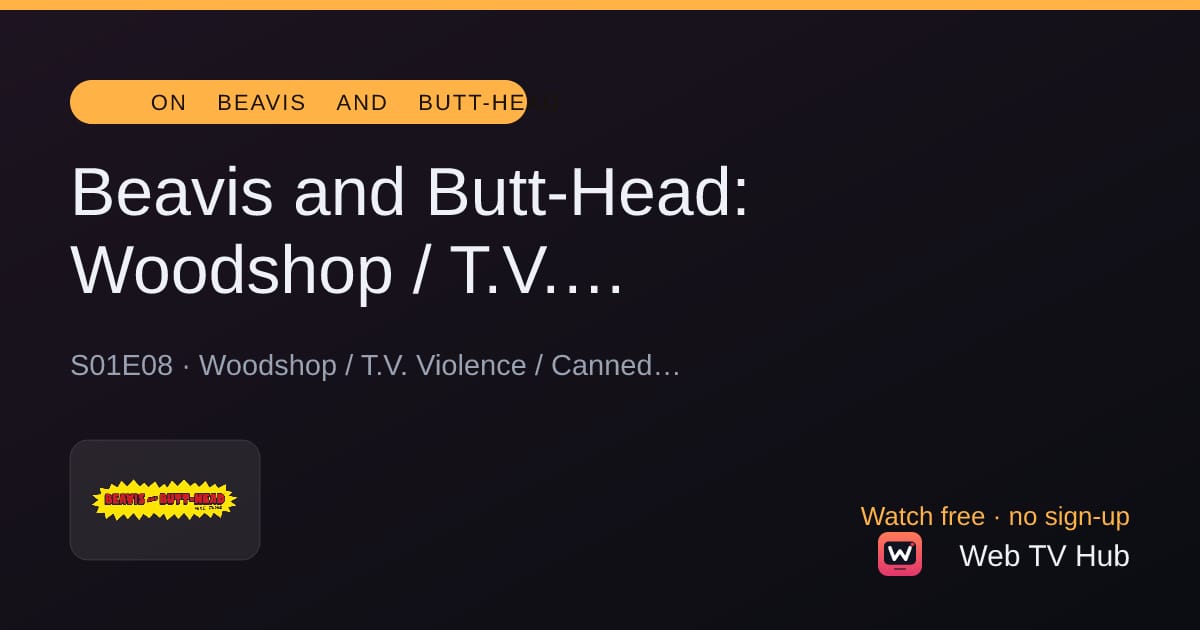 ON BEAVIS AND BUTT-HEAD
Beavis and Butt-Head:
Woodshop / T.V....
S01E08 · Woodshop / T.V. Violence / Canned…
BEAVIS AND BUTT-HEAD
Watch free · no sign-up
W
Web TV Hub